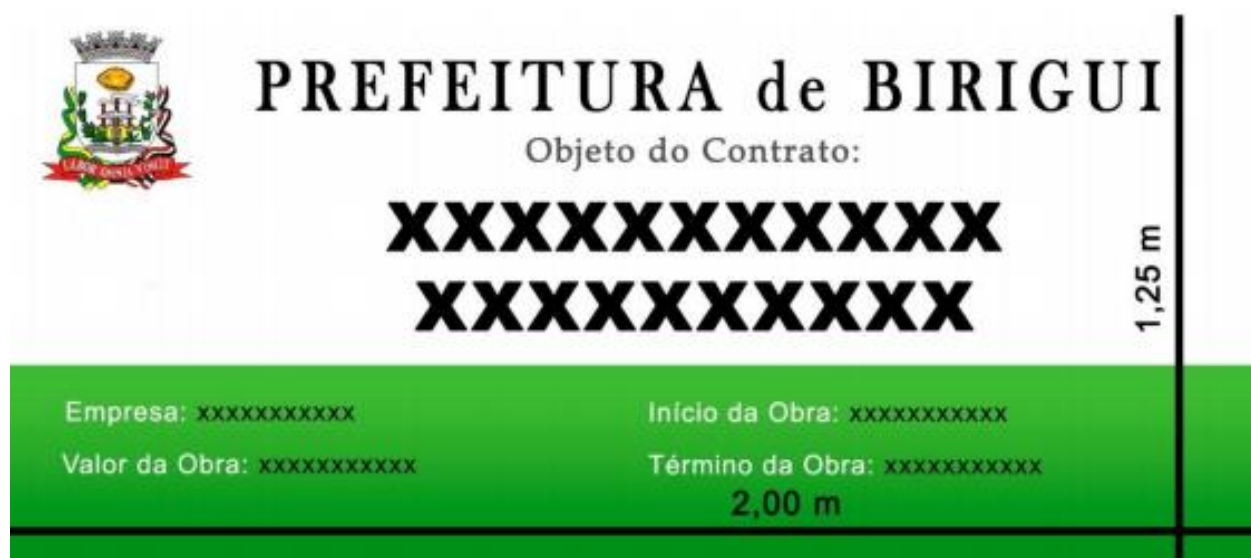 PREFEITURA de BIRIGUI
Objeto do Contrato:
XXXXXXXXXXX
XXXXXXXXXX
1,25 m
Empresa: xxxxxxxxxxx
Início da Obra: xxxxxxxxxxx
Valor da Obra: xxxxxxxxxxx
Término da Obra: xxxxxxxxxxx
2,00 m